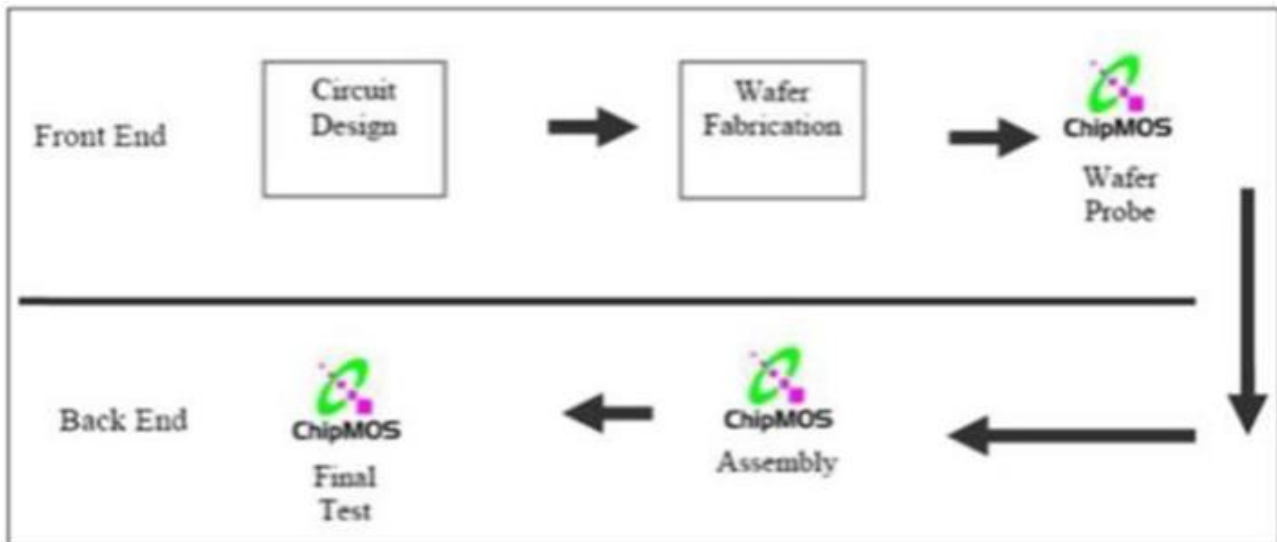 Front End
Circuit
Design
Wafer
Fabrication
ChipMOS
Wafer
Probe
Back End
ChipMOS
Final
Test
ChipMOS
Assembly